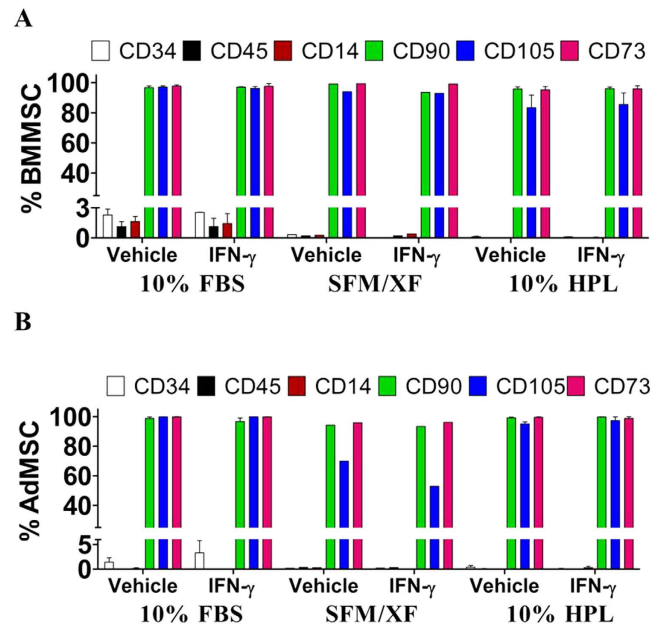 A
CD34 CD45 CD14 CD90 CD105 CD73
% BMMSC
100
80
60
40
3
0
Vehicle IFN-γ Vehicle IFN-γ Vehicle IFN-γ
10% FBS SFM/XF 10% HPL
B
CD34 CD45 CD14 CD90 CD105 CD73
% AdMSC
100
80
60
40
5
0
Vehicle IFN-γ Vehicle IFN-γ Vehicle IFN-γ
10% FBS SFM/XF 10% HPL